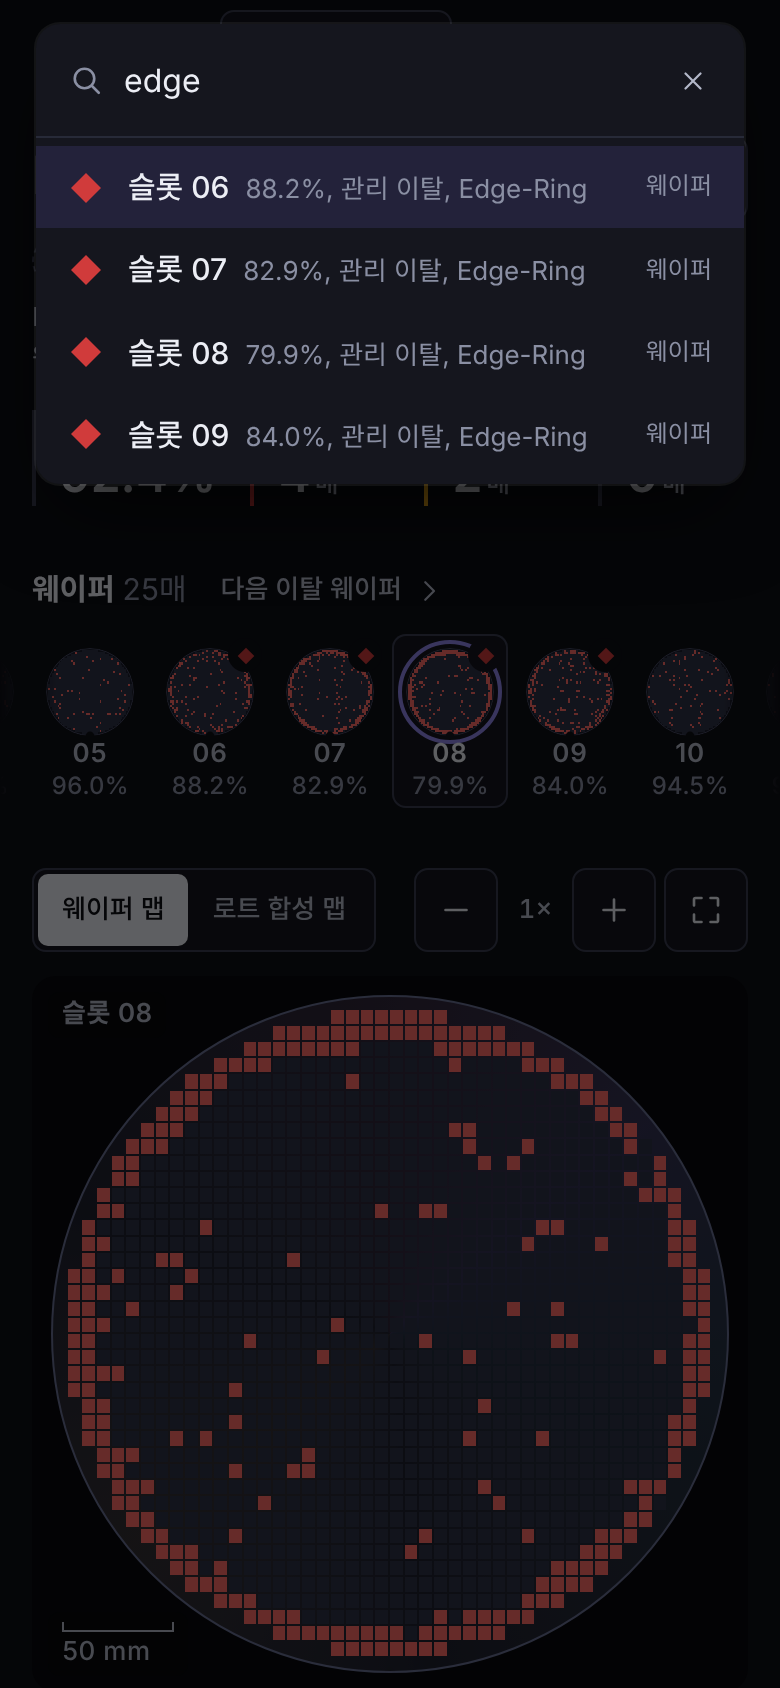 edge
슬롯 06 88.2%, 관리 이탈, Edge-Ring 웨이퍼
슬롯 07 82.9%, 관리 이탈, Edge-Ring 웨이퍼
슬롯 08 79.9%, 관리 이탈, Edge-Ring 웨이퍼
슬롯 09 84.0%, 관리 이탈, Edge-Ring 웨이퍼
웨이퍼 25매 다음 이탈 웨이퍼
05 06 07 08 09 10
96.0% 88.2% 82.9% 79.9% 84.0% 94.5%
웨이퍼 맵 로트 합성 맵 1×
슬롯 08
50 mm